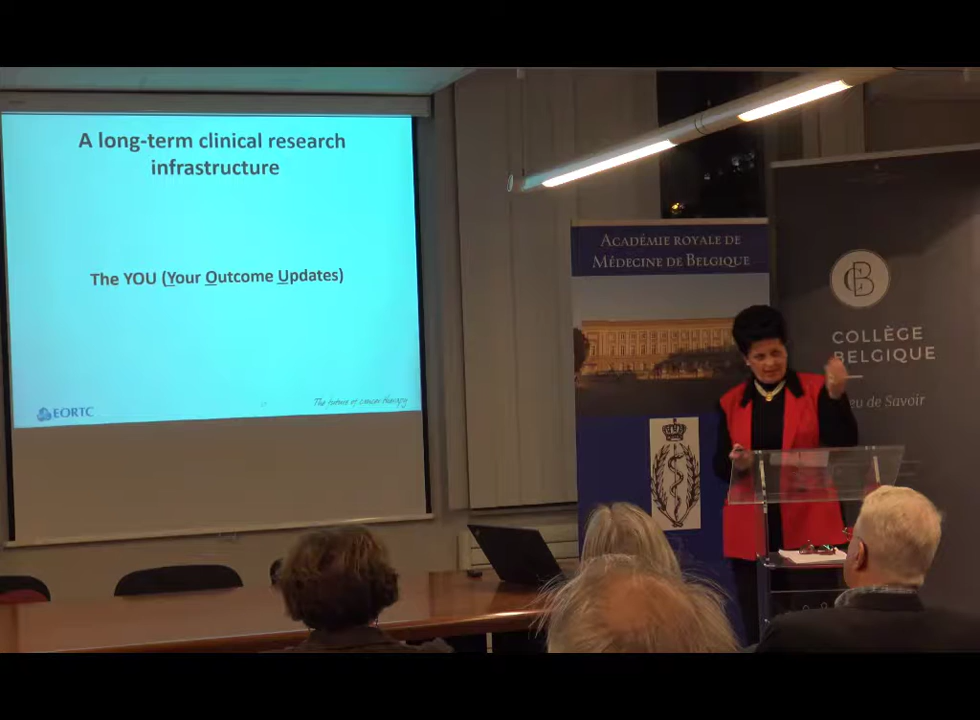 A long-term clinical research
infrastructure
The YOU (Your Outcome Updates)
EORTC
The future of cancer therapy
ACADÉMIE ROYALE DE
MÉDECINE DE BELGIQUE
CB
COLLÈGE
BELGIQUE
de Savoir